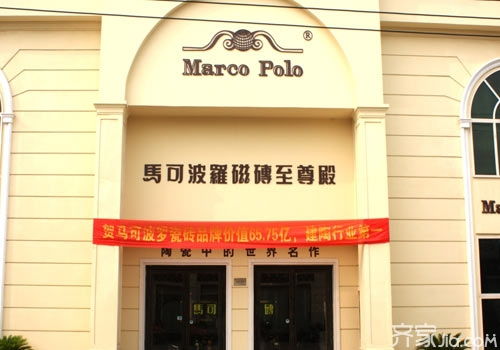 ®
Marco Polo
馬可波羅磁磚至尊殿
Marco
贺马可波罗瓷砖品牌价值65.75亿，建陶行业第一
陶瓷中的世界名作
馬可
齐家jia.com